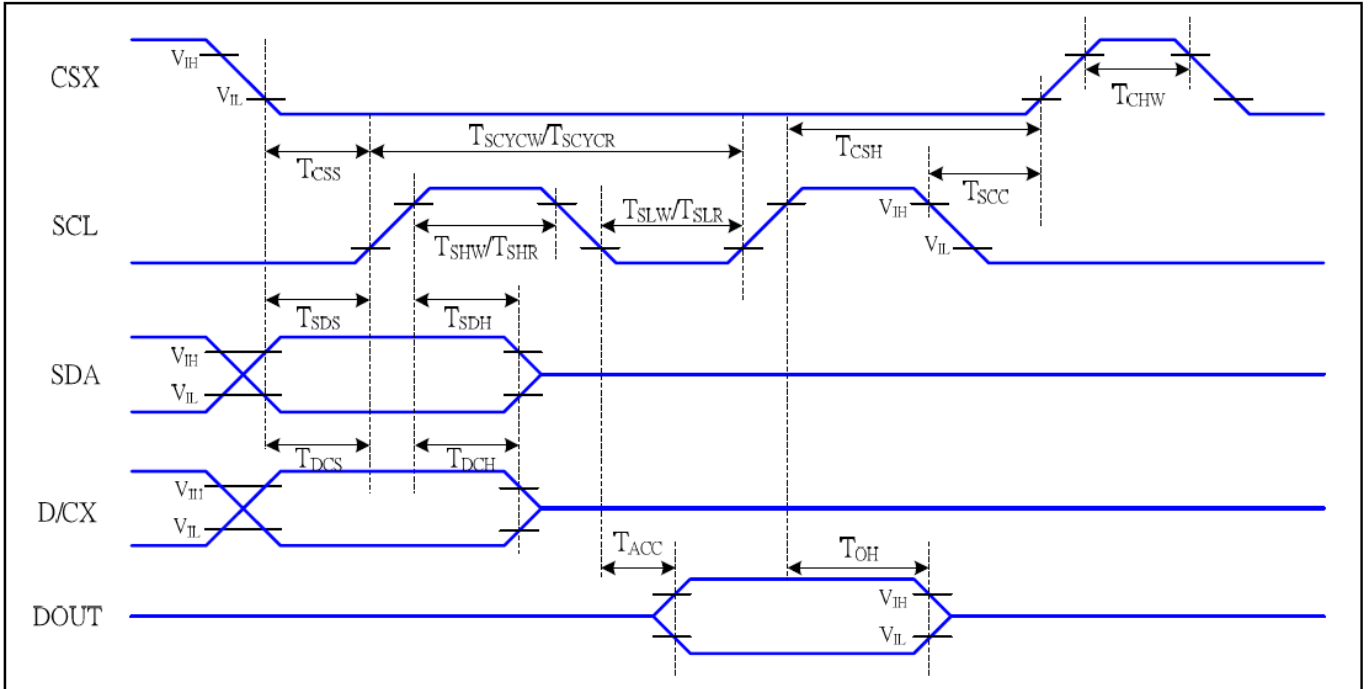 CSX
VIH
VIL
TCHW
TSCYCW/TSCYCR
TCSH
TCSS
TSCC
SCL
TSLW/TSLR
VIH
TSHW/TSHR
VIL
TSDS
TSDH
SDA
VIH
VIL
TDCS
TDCH
D/CX
VIH
VIL
TACC
TOH
DOUT
VIH
VIL